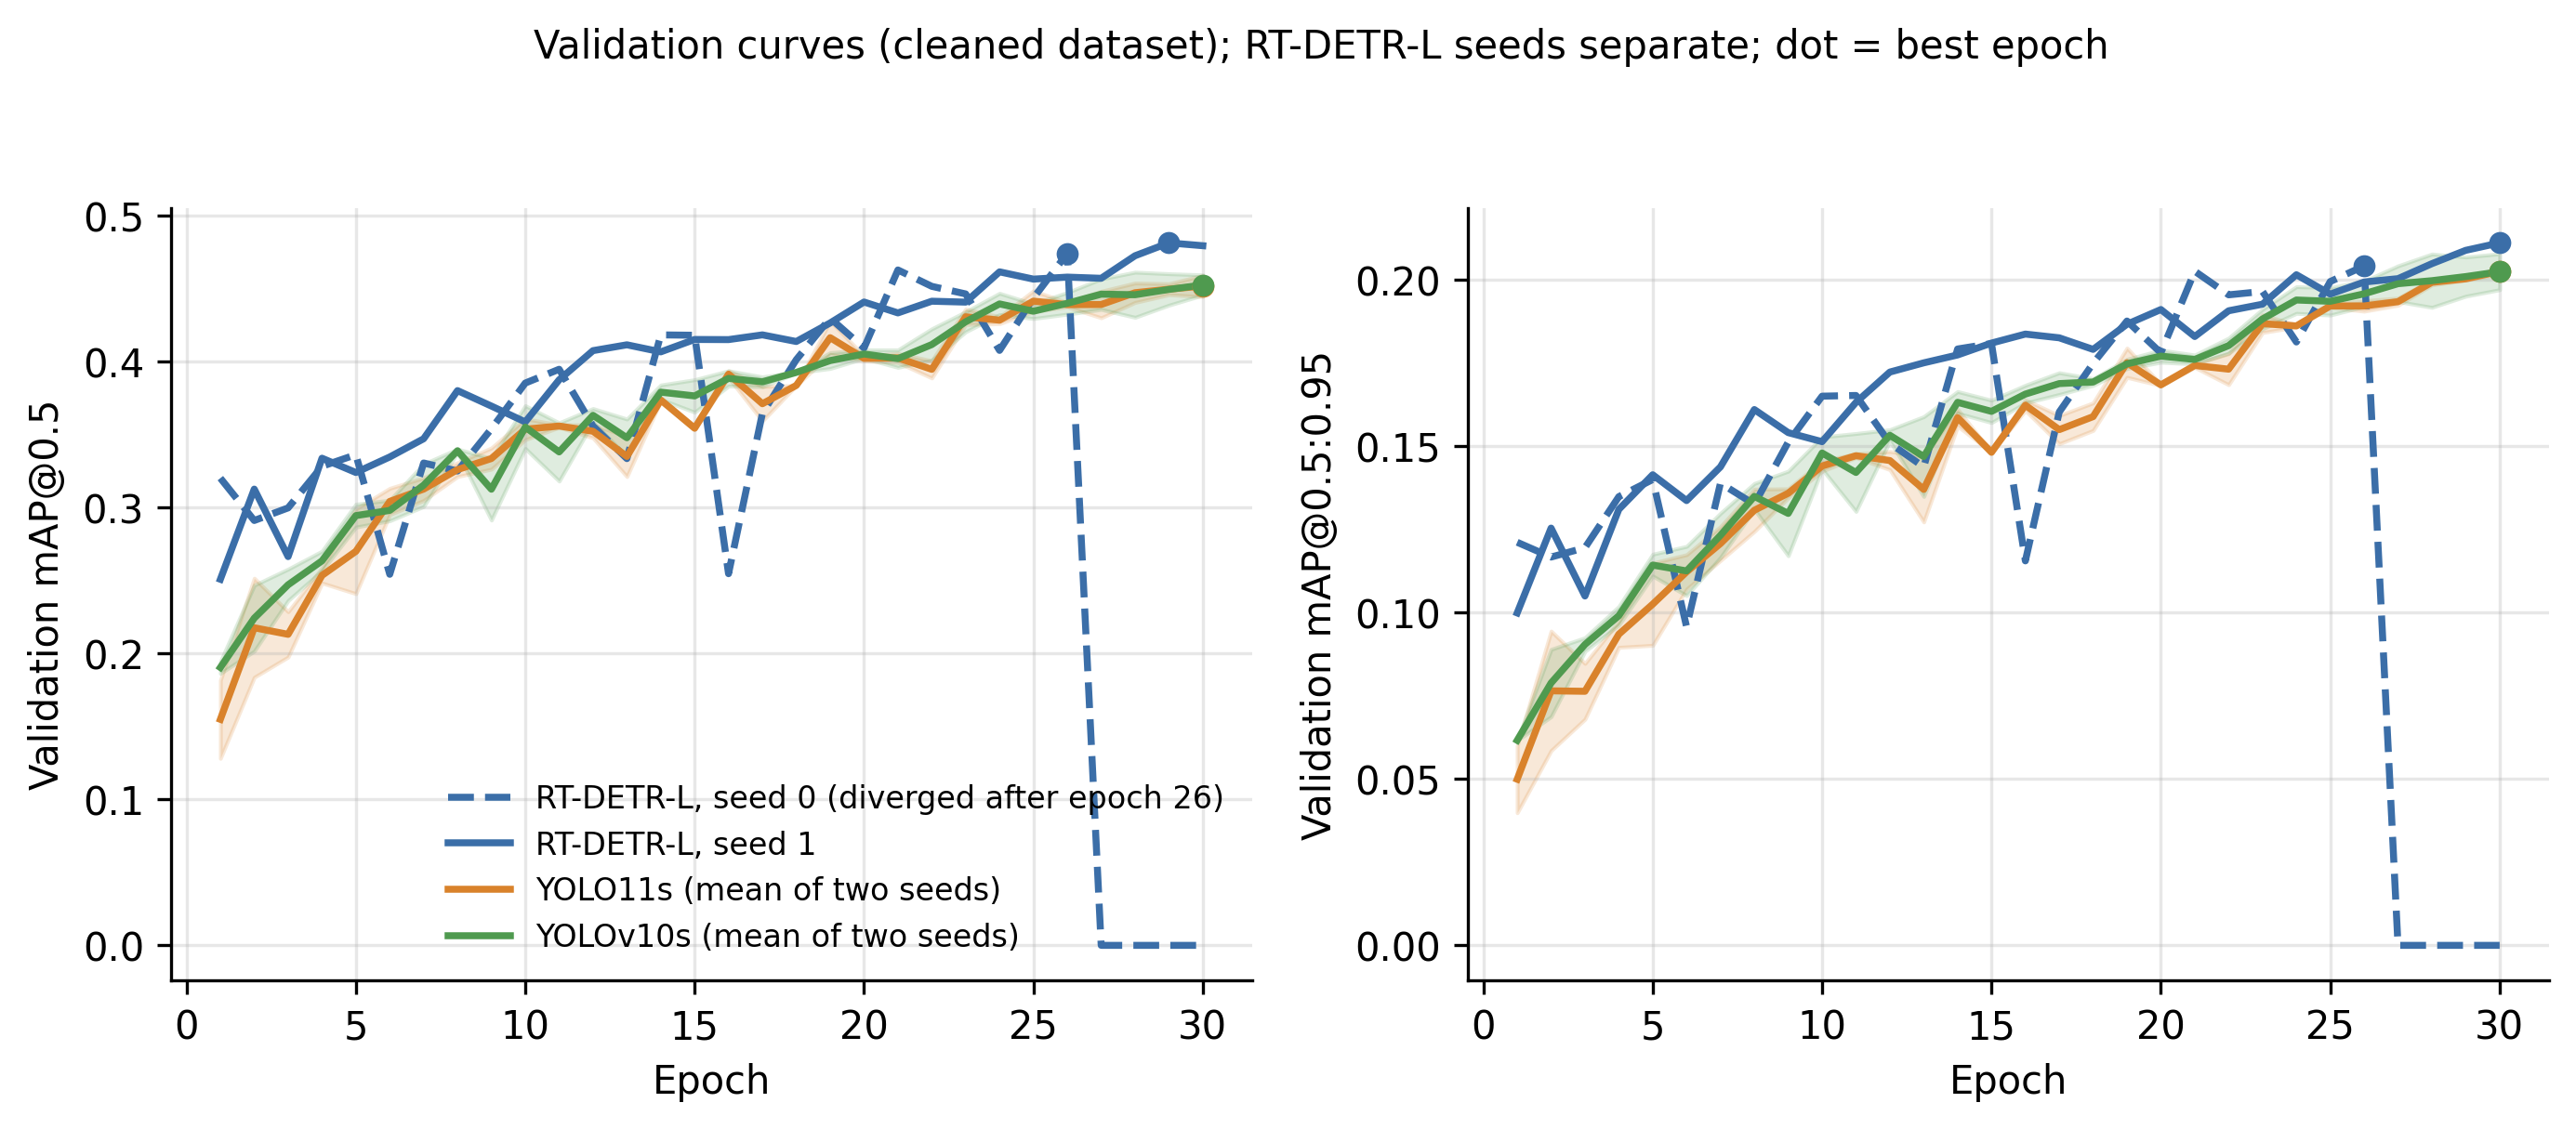 Validation curves (cleaned dataset); RT-DETR-L seeds separate; dot = best epoch
Validation mAP@0.5
0.5
0.4
0.3
0.2
0.1
0.0
RT-DETR-L, seed 0 (diverged after epoch 26)
RT-DETR-L, seed 1
YOLO11s (mean of two seeds)
YOLOv10s (mean of two seeds)
0 5 10 15 20 25 30
Epoch
Validation mAP@0.5:0.95
0.20
0.15
0.10
0.05
0.00
0 5 10 15 20 25 30
Epoch